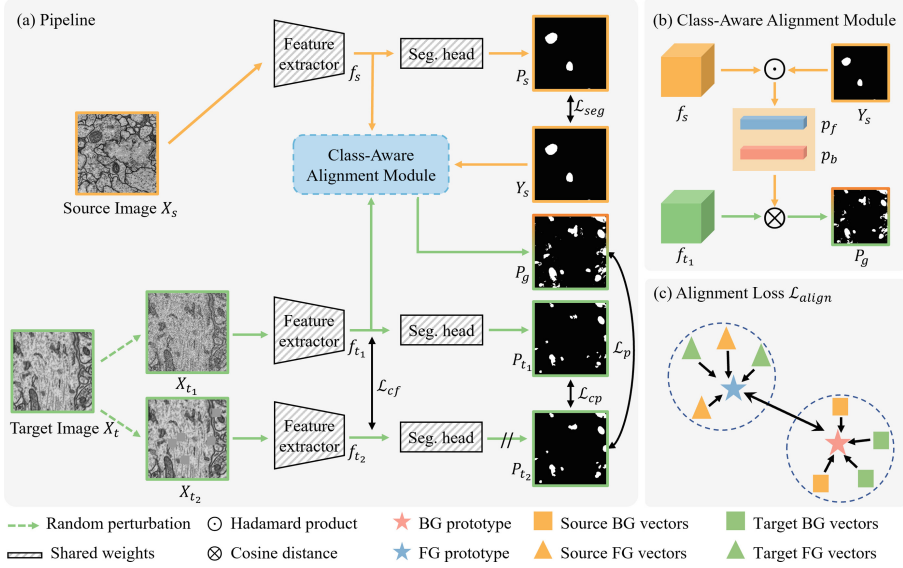 (a) Pipeline
Feature
extractor
f_s
Seg. head
P_s
ℒ_seg
Source Image X_s
Class-Aware
Alignment Module
Y_s
P_g
Feature
extractor
f_t1
Seg. head
P_t1
ℒ_p
X_t1
ℒ_cf
ℒ_cp
Target Image X_t
Feature
extractor
f_t2
Seg. head
//
P_t2
X_t2
(b) Class-Aware Alignment Module
f_s
Y_s
p_f
p_b
f_t1
P_g
(c) Alignment Loss ℒ_align
Random perturbation
Hadamard product
BG prototype
Source BG vectors
Target BG vectors
Shared weights
Cosine distance
FG prototype
Source FG vectors
Target FG vectors